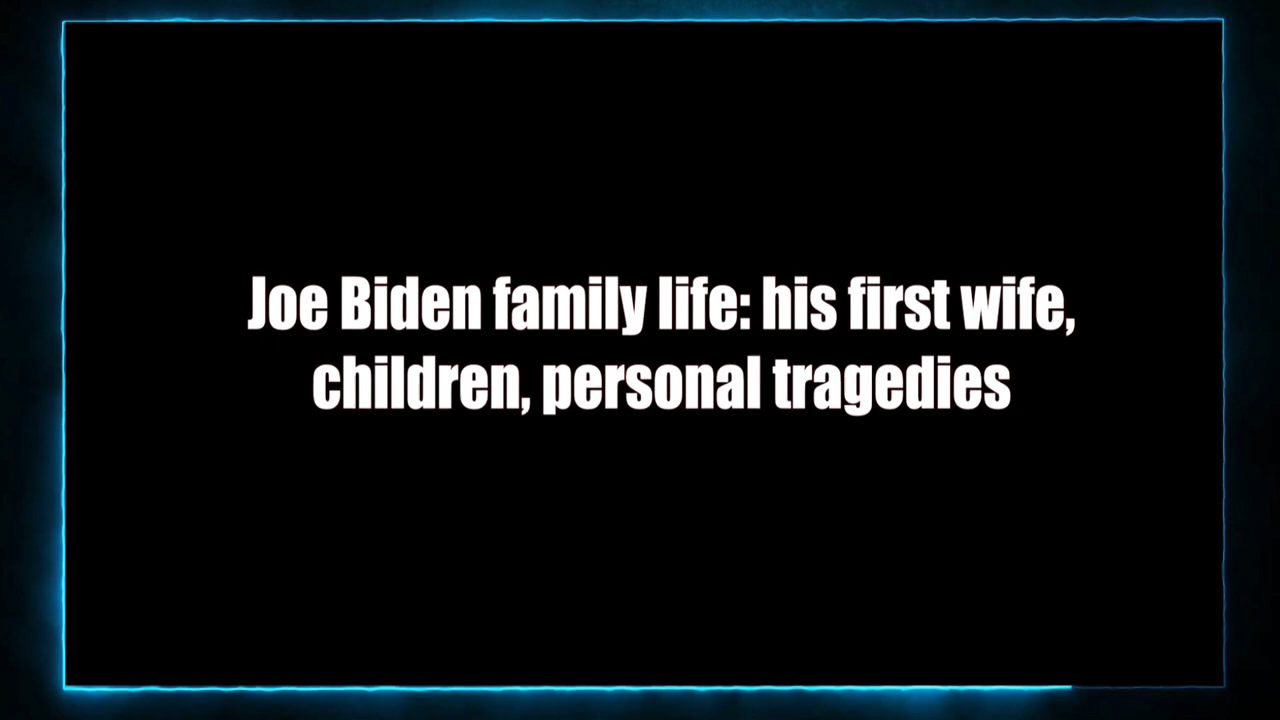 Joe Biden family life: his first wife,
children, personal tragedies